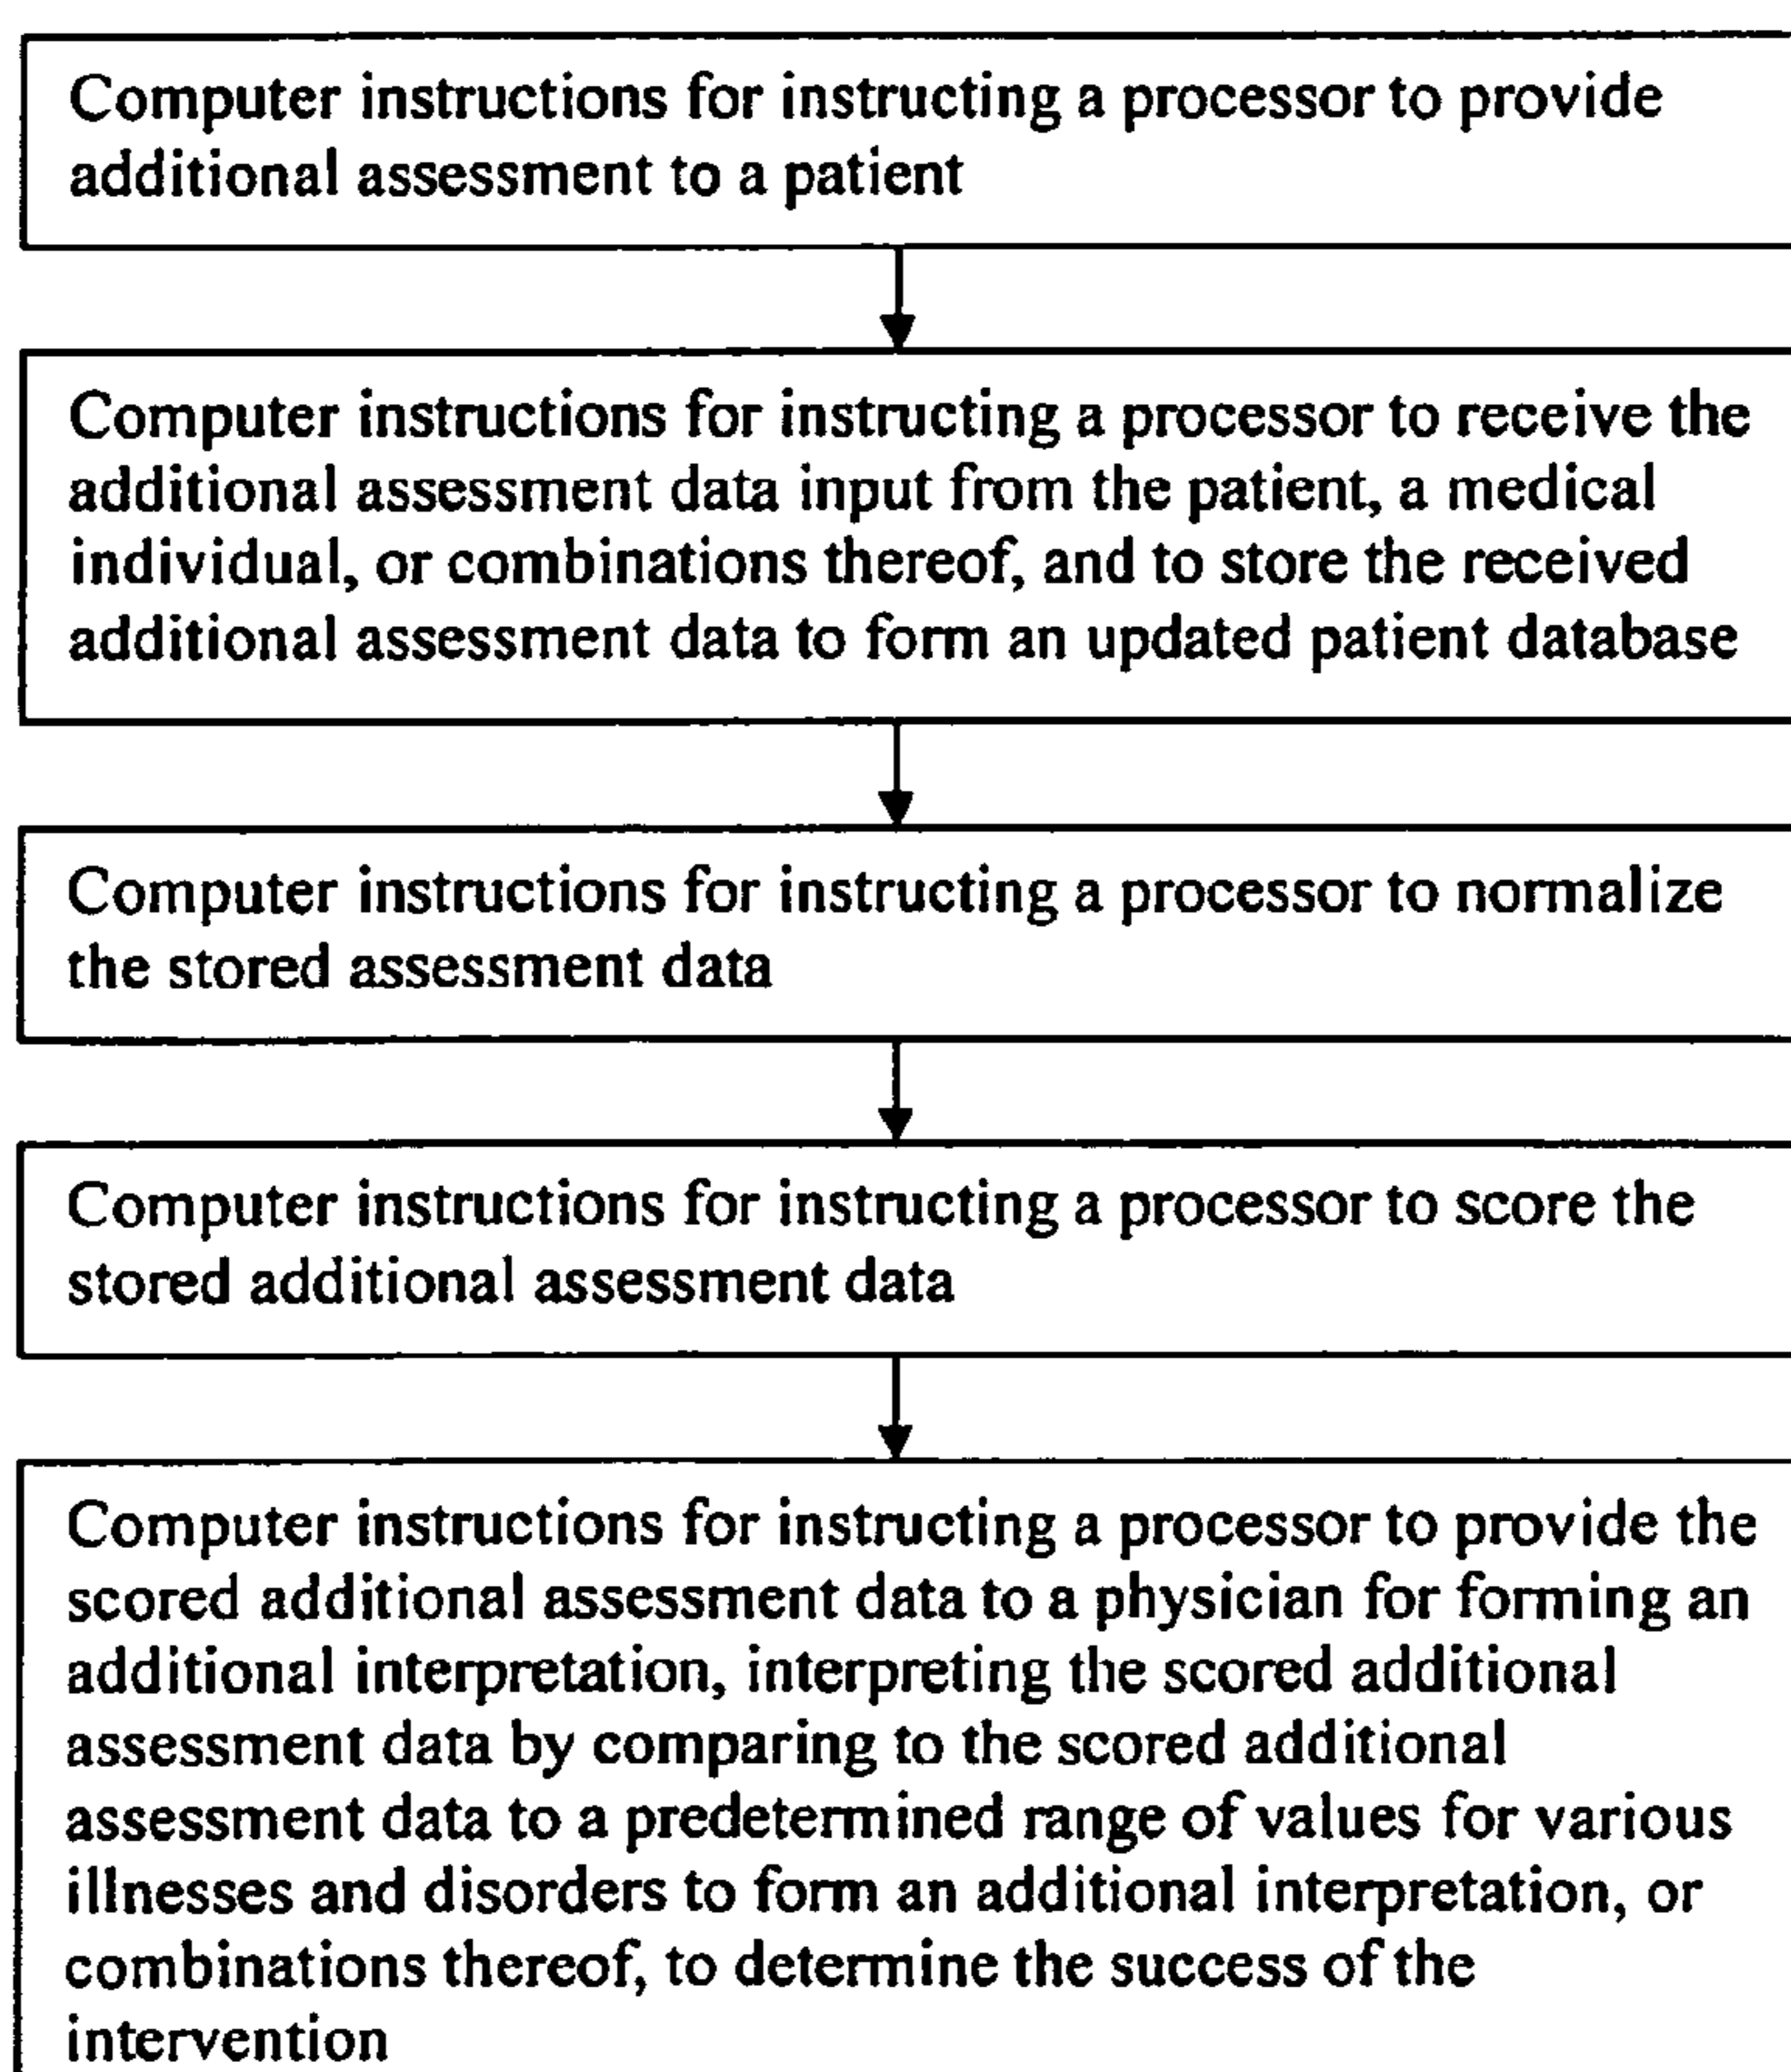 Computer instructions for instructing a processor to provide
additional assessment to a patient
Computer instructions for instructing a processor to receive the
additional assessment data input from the patient, a medical
individual, or combinations thereof, and to store the received
additional assessment data to form an updated patient database
Computer instructions for instructing a processor to normalize
the stored assessment data
Computer instructions for instructing a processor to score the
stored additional assessment data
Computer instructions for instructing a processor to provide the
scored additional assessment data to a physician for forming an
additional interpretation, interpreting the scored additional
assessment data by comparing to the scored additional
assessment data to a predetermined range of values for various
illnesses and disorders to form an additional interpretation, or
combinations thereof, to determine the success of the
intervention